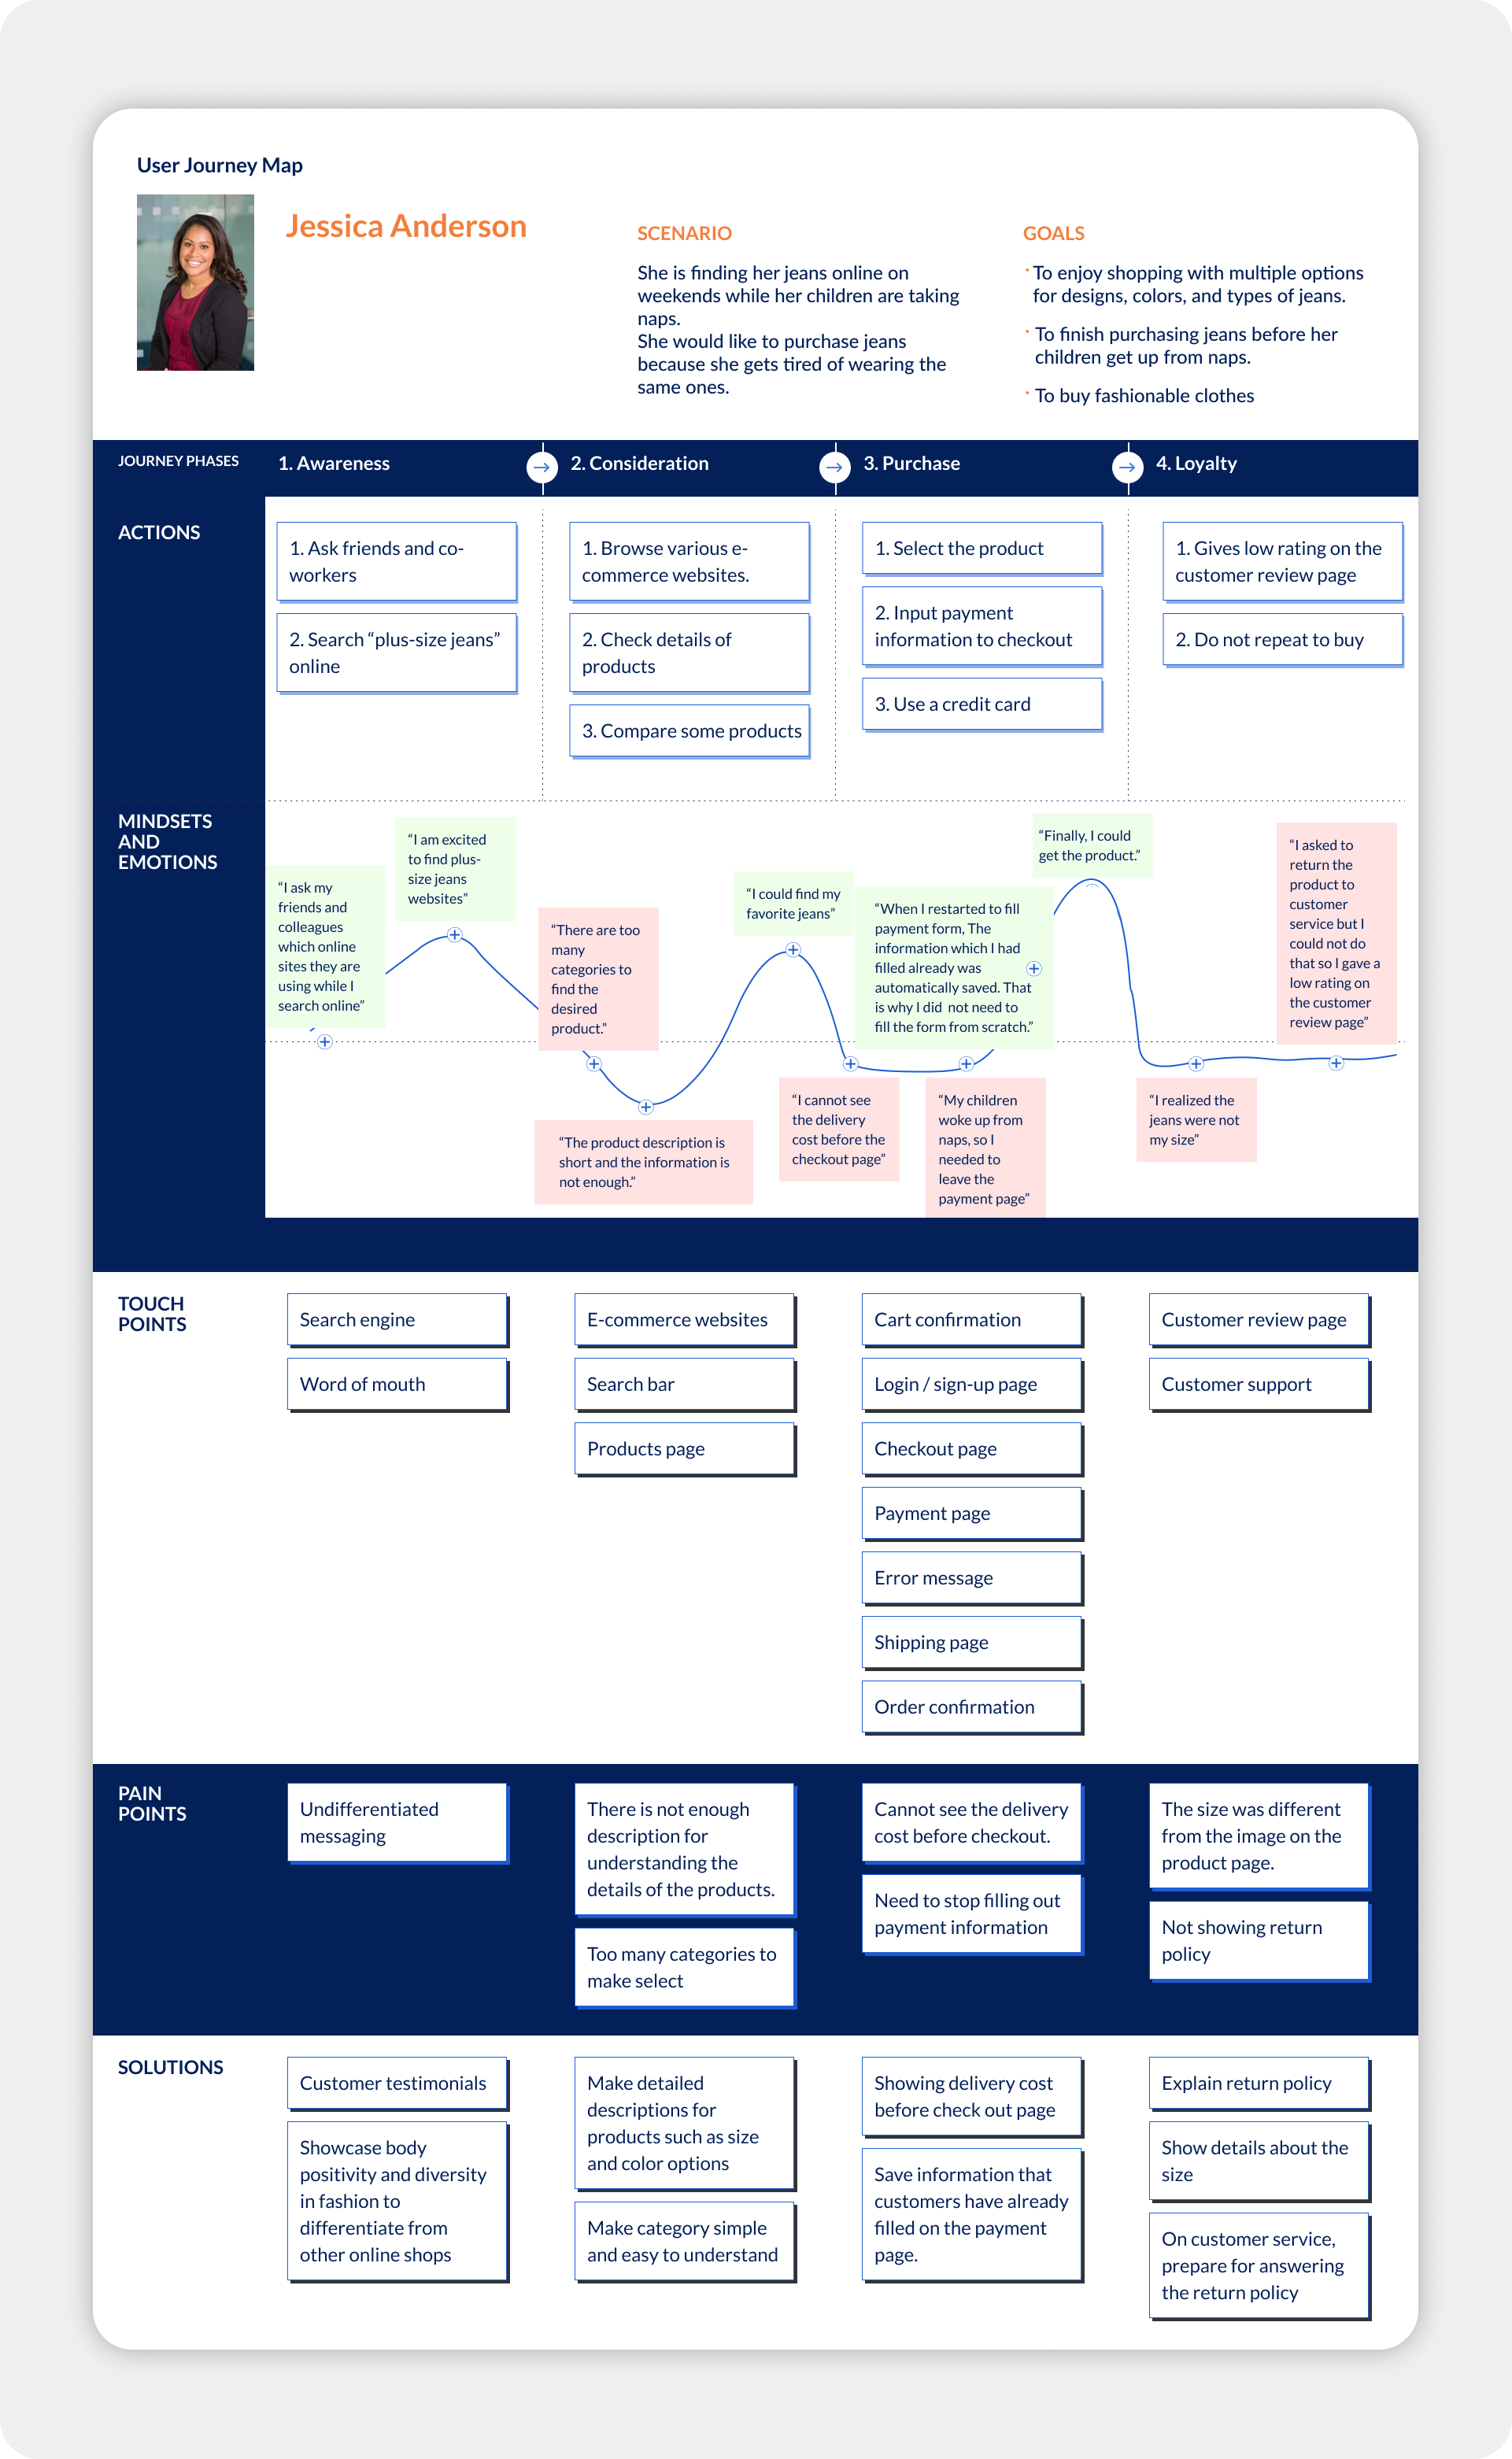 User Journey Map
Jessica Anderson
SCENARIO
She is finding her jeans online on
weekends while her children are taking
naps.
She would like to purchase jeans
because she gets tired of wearing the
same ones.
GOALS
· To enjoy shopping with multiple options
for designs, colors, and types of jeans.
· To finish purchasing jeans before her
children get up from naps.
· To buy fashionable clothes
JOURNEY PHASES
1. Awareness
2. Consideration
3. Purchase
4. Loyalty
ACTIONS
1. Ask friends and co-
workers
2. Search “plus-size jeans”
online
1. Browse various e-
commerce websites.
2. Check details of
products
3. Compare some products
1. Select the product
2. Input payment
information to checkout
3. Use a credit card
1. Gives low rating on the
customer review page
2. Do not repeat to buy
MINDSETS
AND
EMOTIONS
“I ask my
friends and
colleagues
which online
sites they are
using while I
search online”
“I am excited
to find plus-
size jeans
websites”
“There are too
many
categories to
find the
desired
product.”
“The product description is
short and the information is
not enough.”
“I could find my
favorite jeans”
“I cannot see
the delivery
cost before the
checkout page”
“When I restarted to fill
payment form, The
information which I had
filled already was
automatically saved. That
is why I did not need to
fill the form from scratch.”
“My children
woke up from
naps, so I
needed to
leave the
payment page”
“Finally, I could
get the product.”
“I realized the
jeans were not
my size”
“I asked to
return the
product to
customer
service but I
could not do
that so I gave a
low rating on
the customer
review page”
TOUCH
POINTS
Search engine
Word of mouth
E-commerce websites
Search bar
Products page
Cart confirmation
Login / sign-up page
Checkout page
Payment page
Error message
Shipping page
Order confirmation
Customer review page
Customer support
PAIN
POINTS
Undifferentiated
messaging
There is not enough
description for
understanding the
details of the products.
Too many categories to
make select
Cannot see the delivery
cost before checkout.
Need to stop filling out
payment information
The size was different
from the image on the
product page.
Not showing return
policy
SOLUTIONS
Customer testimonials
Showcase body
positivity and diversity
in fashion to
differentiate from
other online shops
Make detailed
descriptions for
products such as size
and color options
Make category simple
and easy to understand
Showing delivery cost
before check out page
Save information that
customers have already
filled on the payment
page.
Explain return policy
Show details about the
size
On customer service,
prepare for answering
the return policy